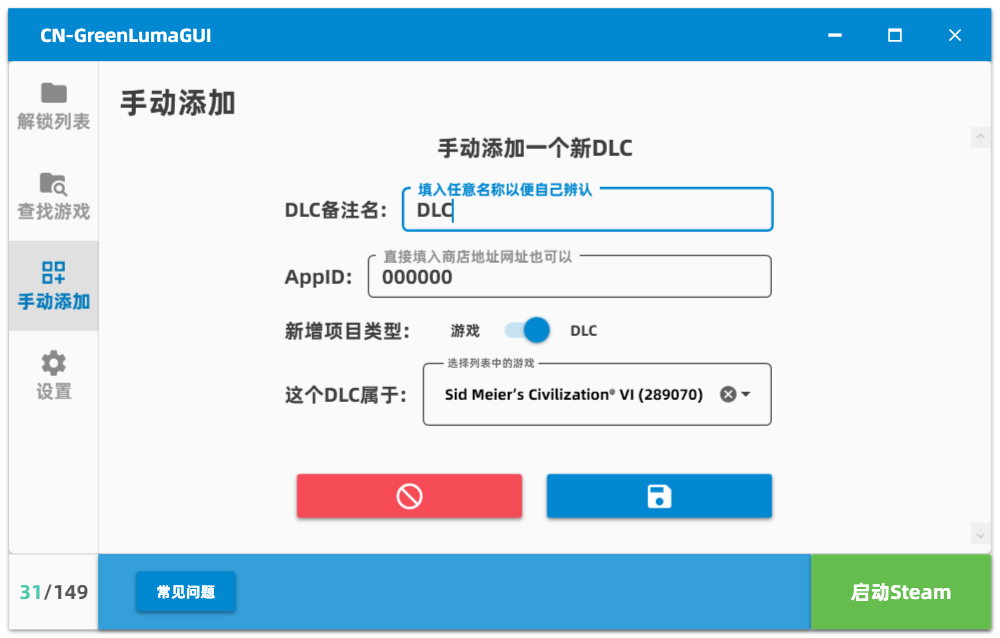 CN-GreenLumaGUI
解锁列表
查找游戏
手动添加
设置
手动添加
手动添加一个新DLC
DLC备注名:
填入任意名称以便自己辨认
DLC
AppID:
直接填入商店地址网址也可以
000000
新增项目类型: 游戏 DLC
这个DLC属于:
选择列表中的游戏
Sid Meier’s Civilization® VI (289070)
31/149
常见问题
启动Steam